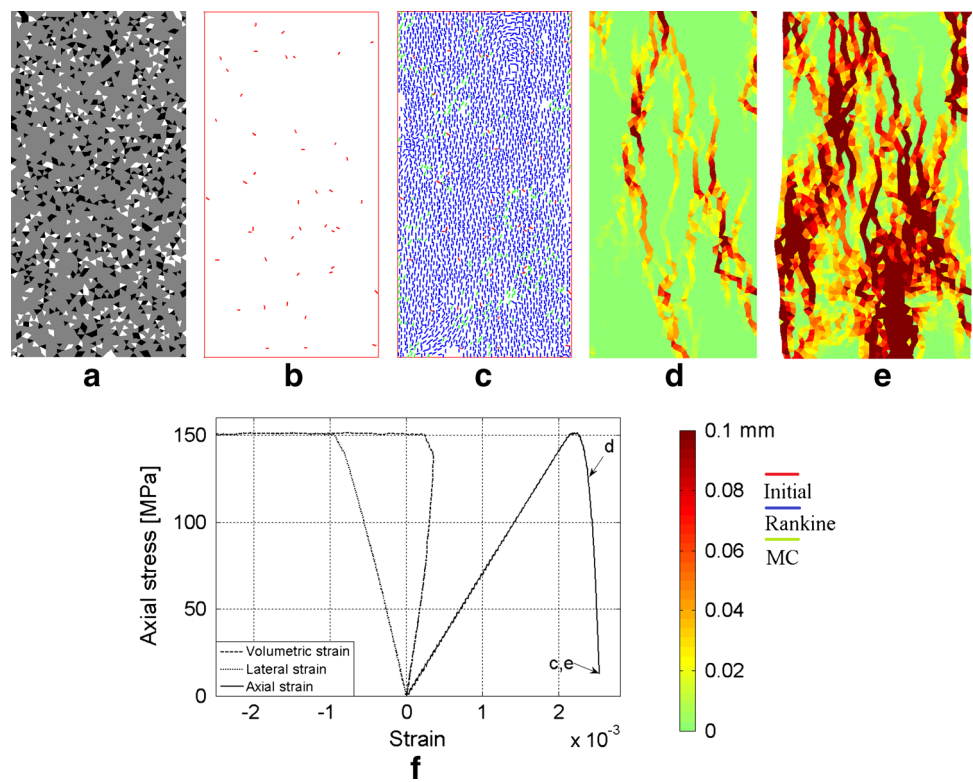 a b c d e
150
100
50
0
Axial stress [MPa]
d
c,e
Volumetric strain
Lateral strain
Axial strain
-2 -1 0 1 2
Strain
x 10⁻³
f
0.1 mm
0.08
0.06
0.04
0.02
0
Initial
Rankine
MC